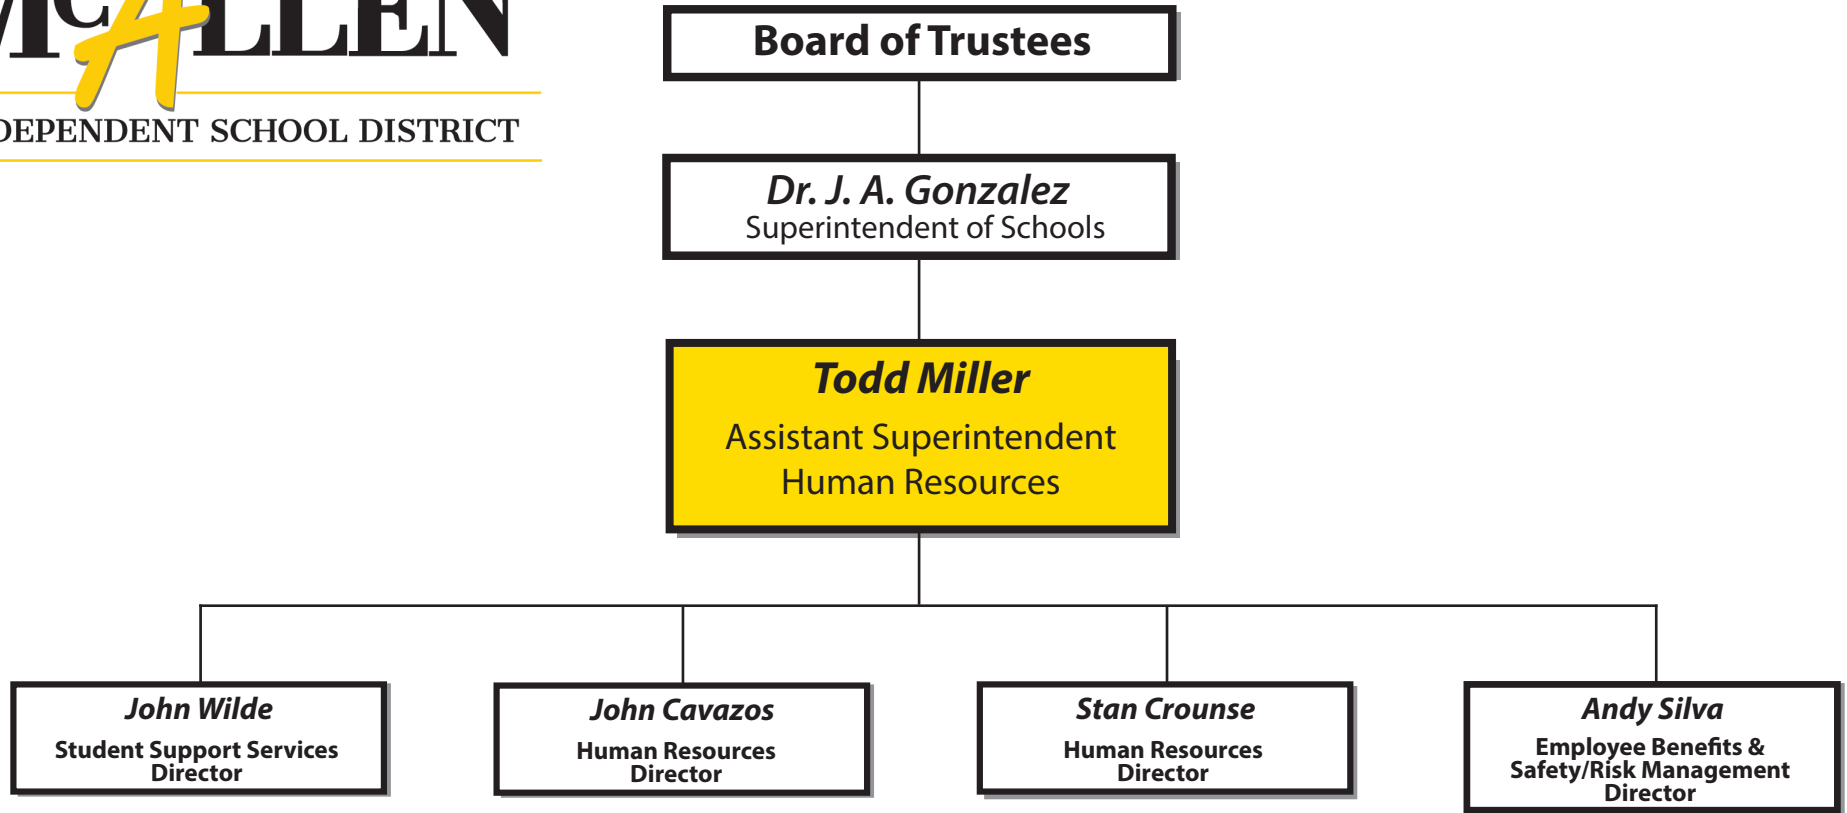 McALLEN
DEPENDENT SCHOOL DISTRICT
Board of Trustees
Dr. J. A. Gonzalez
Superintendent of Schools
Todd Miller
Assistant Superintendent
Human Resources
John Wilde
Student Support Services
Director
John Cavazos
Human Resources
Director
Stan Crounse
Human Resources
Director
Andy Silva
Employee Benefits &
Safety/Risk Management
Director